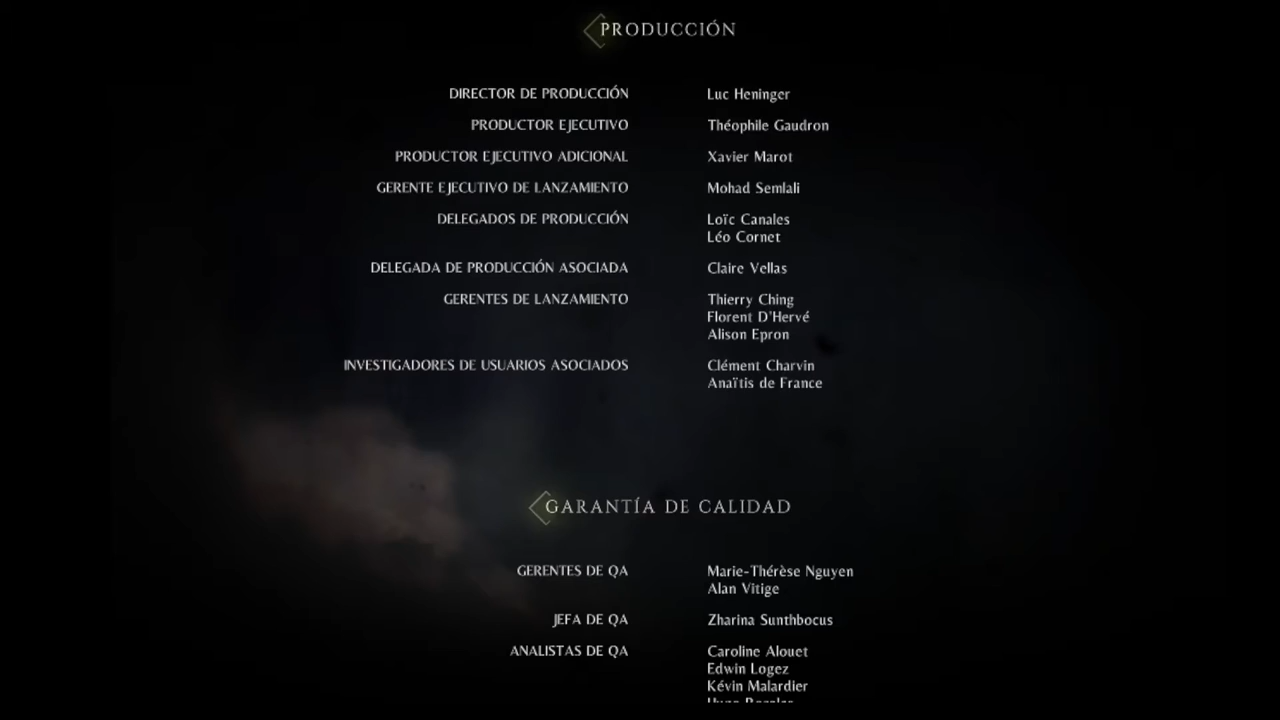 PRODUCCIÓN
DIRECTOR DE PRODUCCIÓN Luc Heninger
PRODUCTOR EJECUTIVO Théophile Gaudron
PRODUCTOR EJECUTIVO ADICIONAL Xavier Marot
GERENTE EJECUTIVO DE LANZAMIENTO Mohad Semlali
DELEGADOS DE PRODUCCIÓN Loïc Canales
Léo Cornet
DELEGADA DE PRODUCCIÓN ASOCIADA Claire Vellas
GERENTES DE LANZAMIENTO Thierry Ching
Florent D'Hervé
Alison Epron
INVESTIGADORES DE USUARIOS ASOCIADOS Clément Charvin
Anaïtis de France
GARANTÍA DE CALIDAD
GERENTES DE QA Marie-Thérèse Nguyen
Alan Vitige
JEFA DE QA Zharina Sunthbocus
ANALISTAS DE QA Caroline Alouet
Edwin Logez
Kévin Malardier